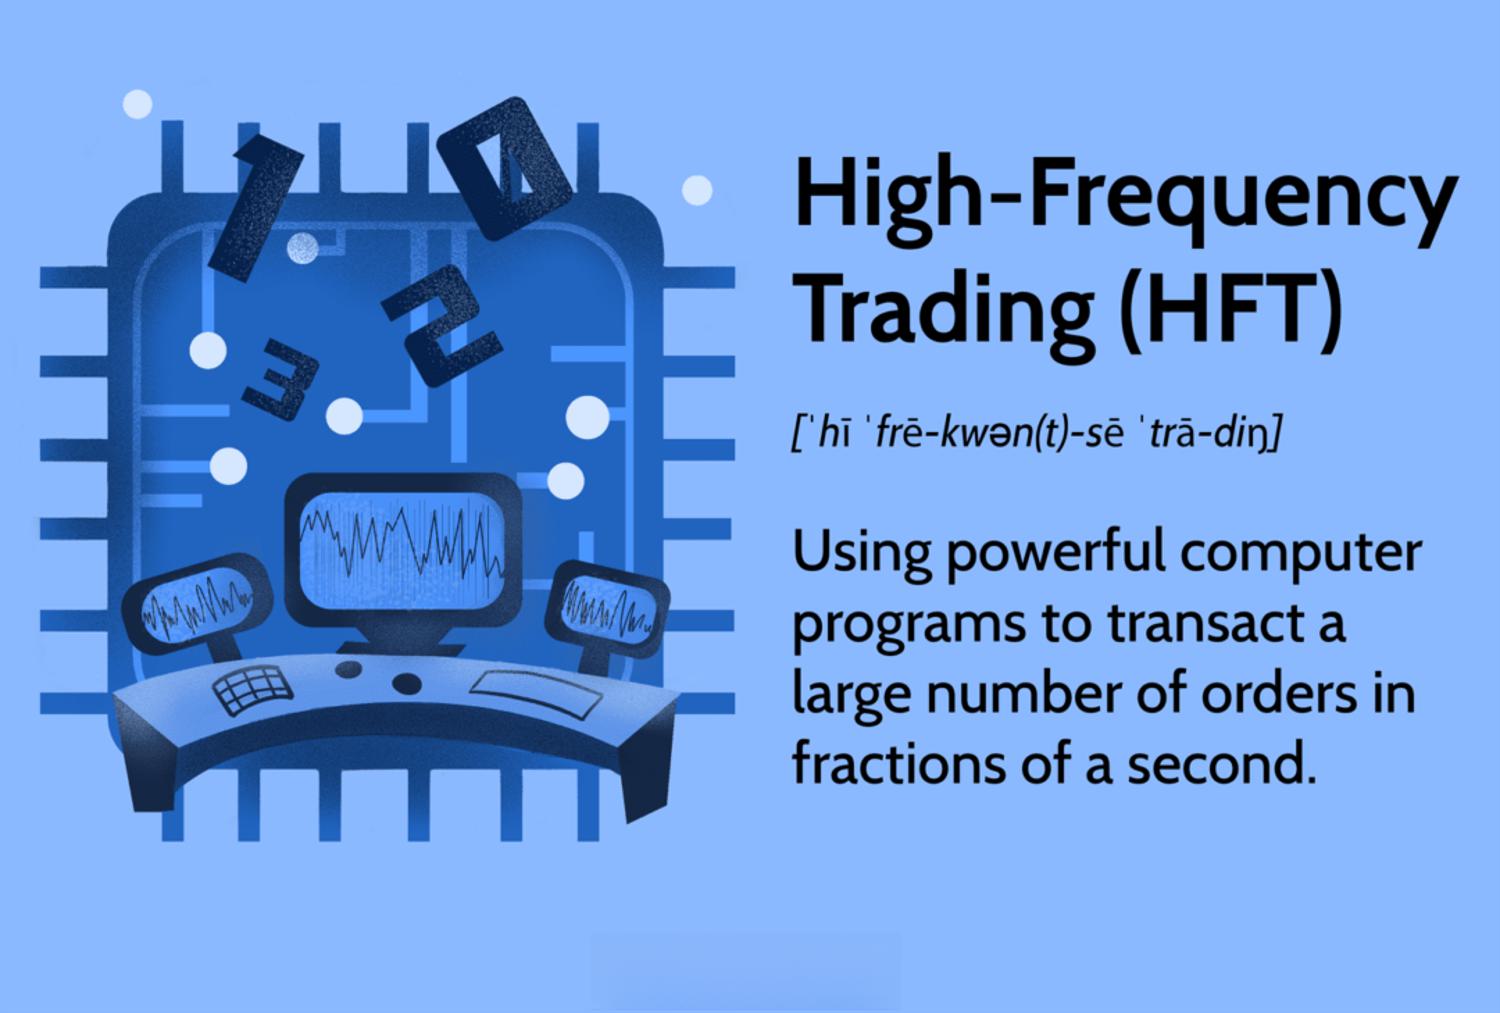 1
0
2
3
High-Frequency
Trading (HFT)
[ˈhī ˈfrē-kwən(t)-sē ˈtrā-diŋ]
Using powerful computer
programs to transact a
large number of orders in
fractions of a second.